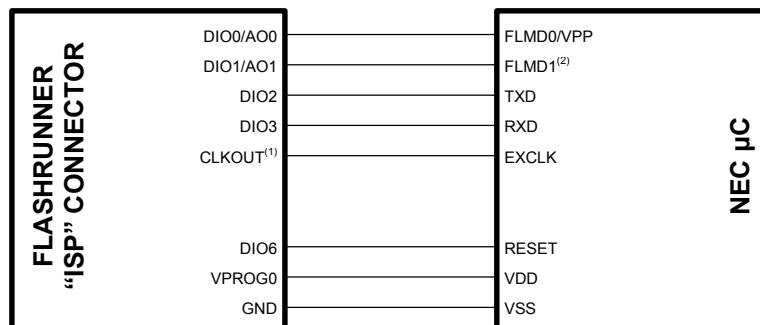 FLASHRUNNER
“ISP” CONNECTOR
DIO0/AO0
DIO1/AO1
DIO2
DIO3
CLKOUT(1)
DIO6
VPROG0
GND
FLMD0/VPP
FLMD1(2)
TXD
RXD
EXCLK
RESET
VDD
VSS
NEC µC